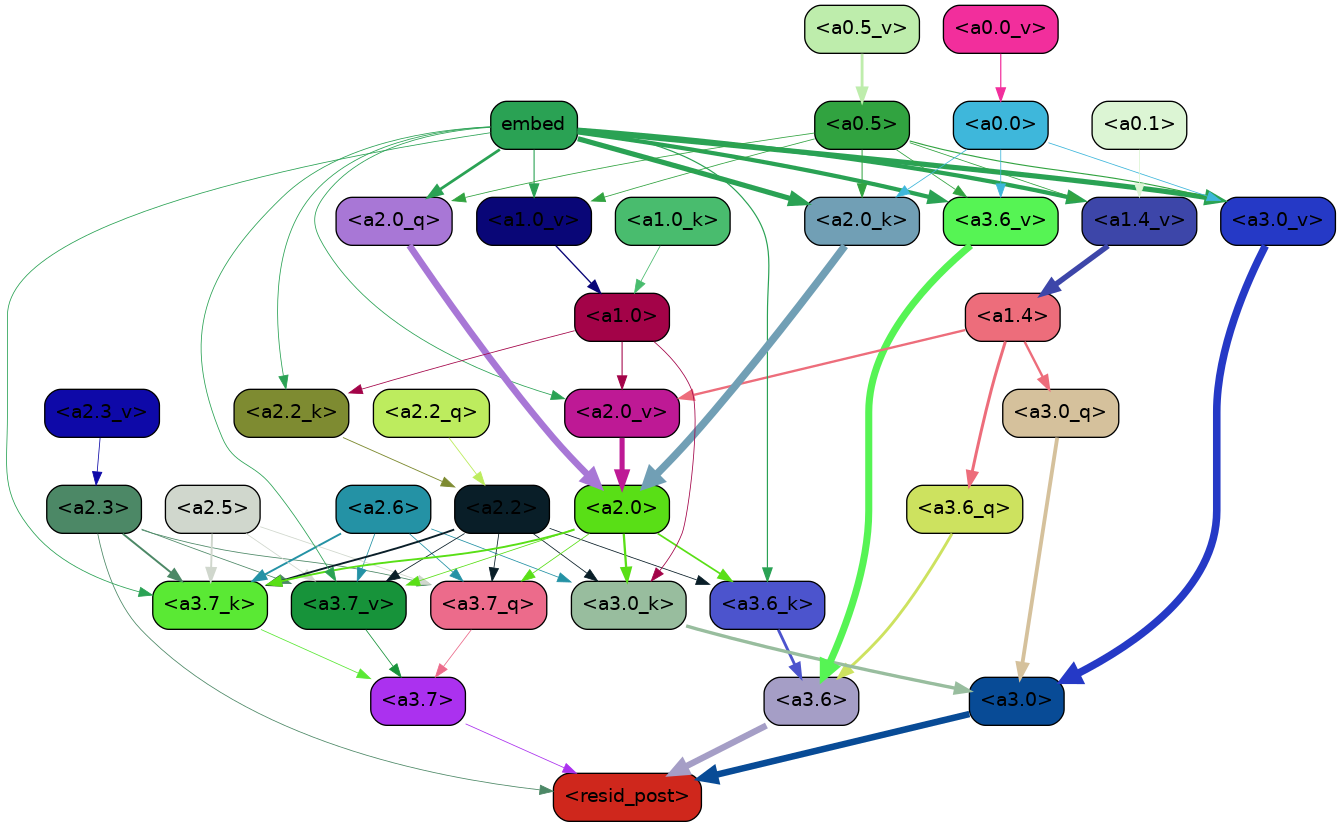 <a0.5_v>
<a0.0_v>
embed
<a0.5>
<a0.0>
<a0.1>
<a2.0_q>
<a1.0_v>
<a1.0_k>
<a2.0_k>
<a3.6_v>
<a1.4_v>
<a3.0_v>
<a1.0>
<a1.4>
<a2.3_v>
<a2.2_k>
<a2.2_q>
<a2.0_v>
<a3.0_q>
<a2.3>
<a2.5>
<a2.6>
<a2.2>
<a2.0>
<a3.6_q>
<a3.7_k>
<a3.7_v>
<a3.7_q>
<a3.0_k>
<a3.6_k>
<a3.7>
<a3.6>
<a3.0>
<resid_post>